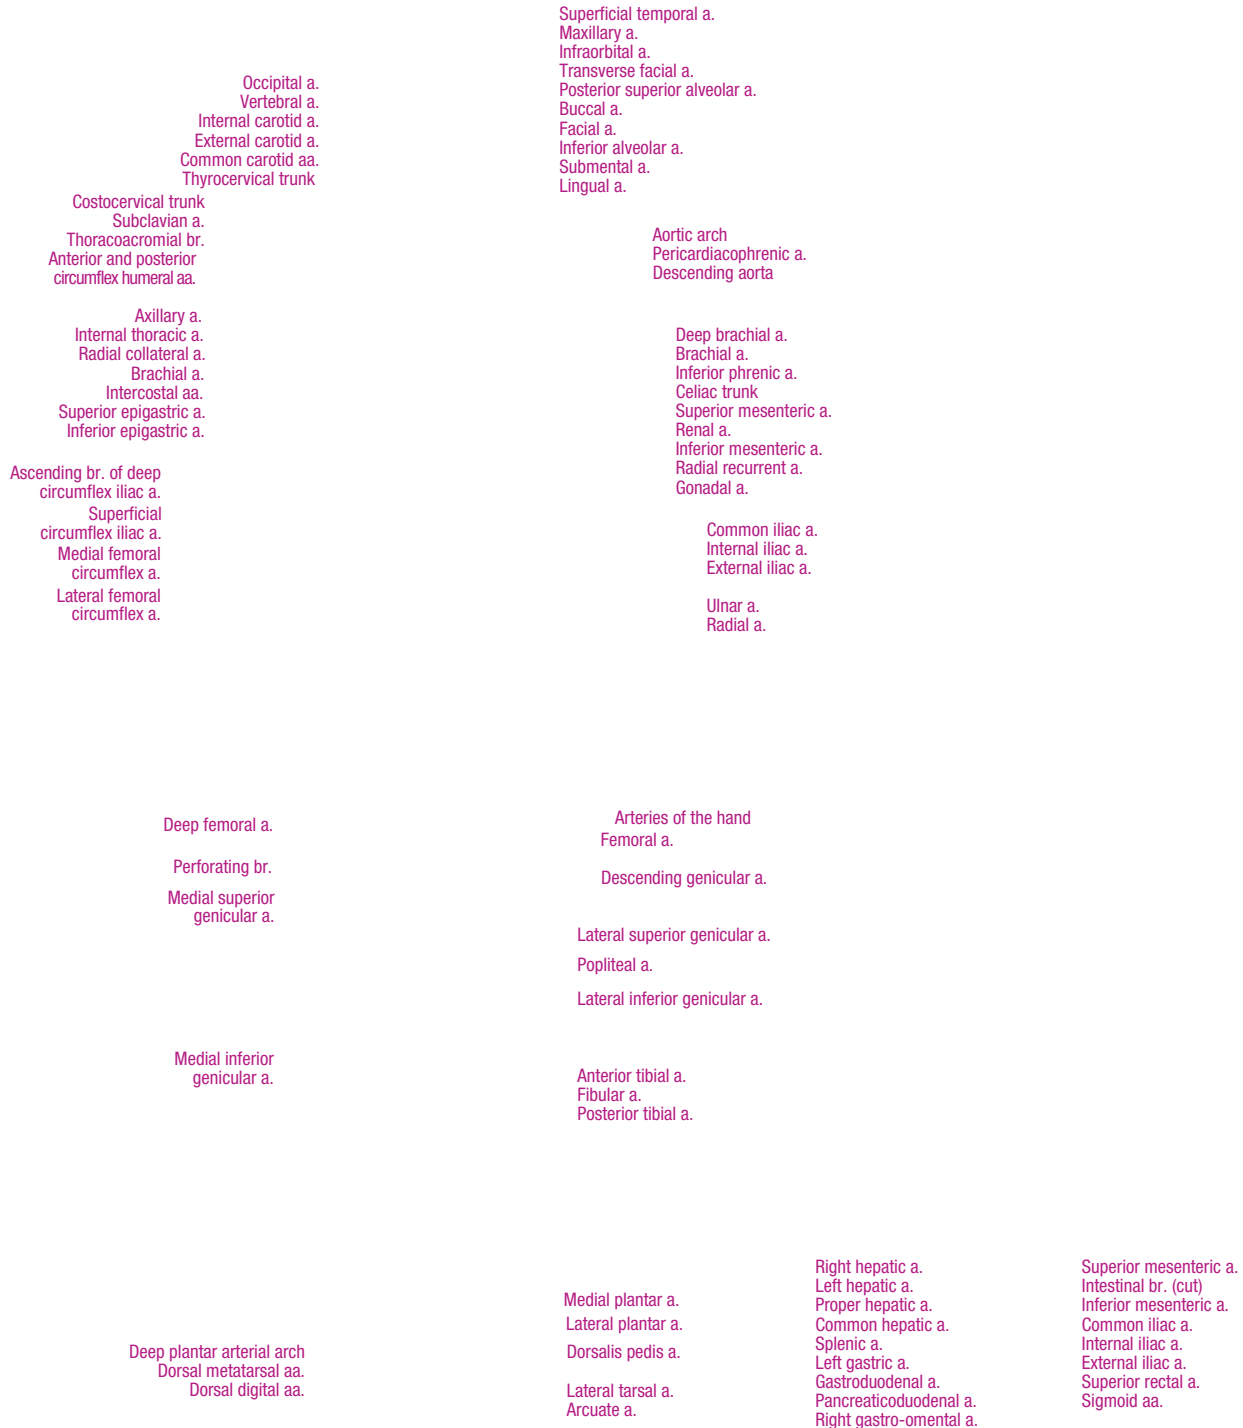 Superficial temporal a.
Maxillary a.
Infraorbital a.
Transverse facial a.
Posterior superior alveolar a.
Buccal a.
Facial a.
Inferior alveolar a.
Submental a.
Lingual a.
Occipital a.
Vertebral a.
Internal carotid a.
External carotid a.
Common carotid aa.
Thyrocervical trunk
Costocervical trunk
Subclavian a.
Thoracoacromial br.
Anterior and posterior
circumflex humeral aa.
Aortic arch
Pericardiacophrenic a.
Descending aorta
Axillary a.
Internal thoracic a.
Radial collateral a.
Brachial a.
Intercostal aa.
Superior epigastric a.
Inferior epigastric a.
Deep brachial a.
Brachial a.
Inferior phrenic a.
Celiac trunk
Superior mesenteric a.
Renal a.
Inferior mesenteric a.
Radial recurrent a.
Gonadal a.
Ascending br. of deep
circumflex iliac a.
Superficial
circumflex iliac a.
Medial femoral
circumflex a.
Lateral femoral
circumflex a.
Common iliac a.
Internal iliac a.
External iliac a.
Ulnar a.
Radial a.
Arteries of the hand
Femoral a.
Descending genicular a.
Deep femoral a.
Perforating br.
Medial superior
genicular a.
Lateral superior genicular a.
Popliteal a.
Lateral inferior genicular a.
Medial inferior
genicular a.
Anterior tibial a.
Fibular a.
Posterior tibial a.
Deep plantar arterial arch
Dorsal metatarsal aa.
Dorsal digital aa.
Medial plantar a.
Lateral plantar a.
Dorsalis pedis a.
Lateral tarsal a.
Arcuate a.
Right hepatic a.
Left hepatic a.
Proper hepatic a.
Common hepatic a.
Splenic a.
Left gastric a.
Gastroduodenal a.
Pancreaticoduodenal a.
Right gastro-omental a.
Superior mesenteric a.
Intestinal br. (cut)
Inferior mesenteric a.
Common iliac a.
Internal iliac a.
External iliac a.
Superior rectal a.
Sigmoid aa.